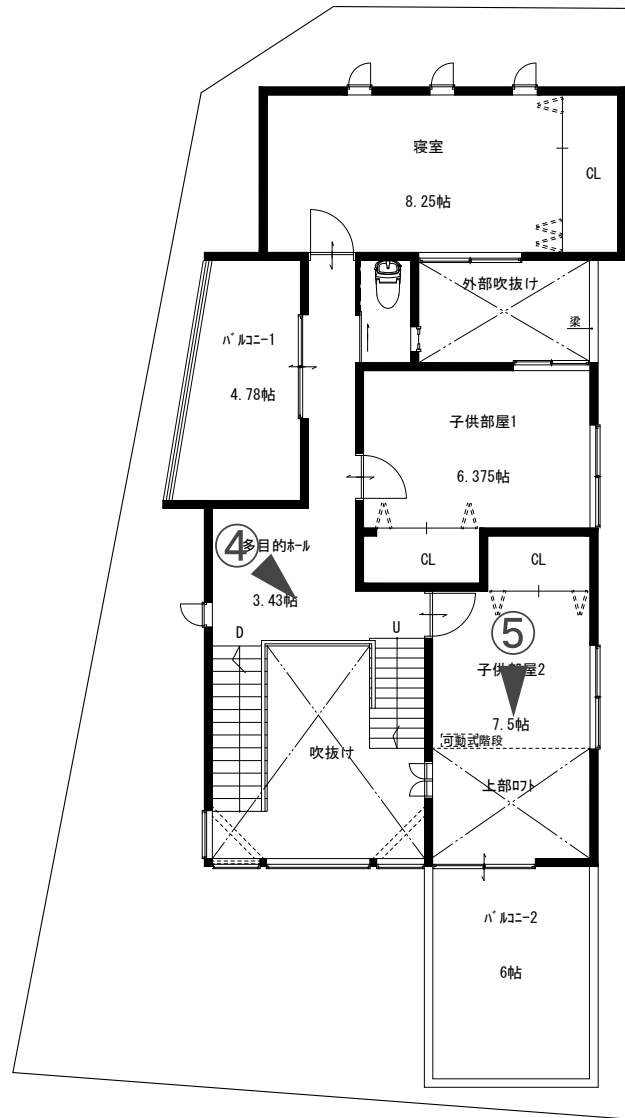 寝室
CL
8.25帖
外部吹抜け
梁
バルコニー1
4.78帖
子供部屋1
6.375帖
④
多目的ホール
CL
CL
3.43帖
D
U
⑤
子供部屋2
7.5帖
可動式階段
吹抜け
上部ロフト
バルコニー2
6帖